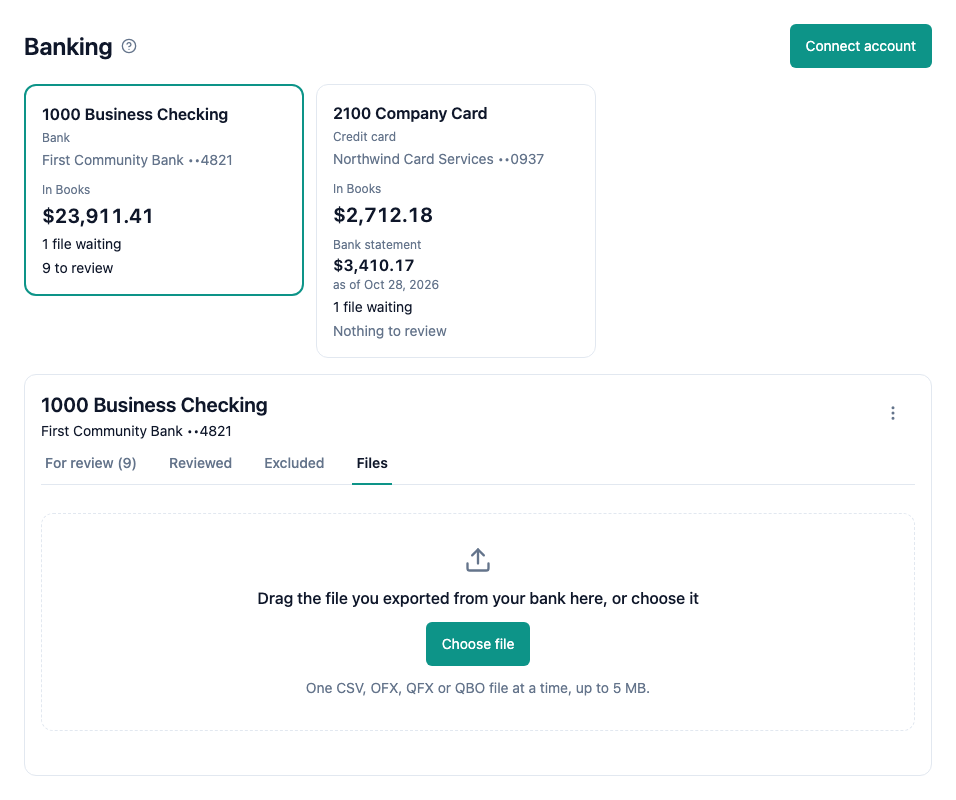 Banking
Connect account
1000 Business Checking
Bank
First Community Bank ••4821
In Books
$23,911.41
1 file waiting
9 to review
2100 Company Card
Credit card
Northwind Card Services ••0937
In Books
$2,712.18
Bank statement
$3,410.17
as of Oct 28, 2026
1 file waiting
Nothing to review
1000 Business Checking
First Community Bank ••4821
For review (9) Reviewed Excluded Files
Drag the file you exported from your bank here, or choose it
Choose file
One CSV, OFX, QFX or QBO file at a time, up to 5 MB.